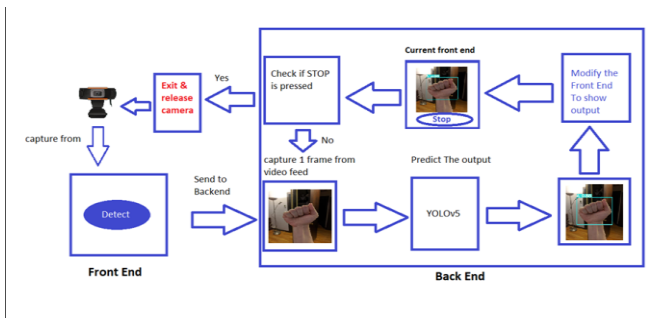 Current front end
Check if STOP
is pressed
Yes
Exit &
release
camera
Modify the
Front End
To show
output
Stop
capture from
No
capture 1 frame from
video feed
Predict The output
Send to
Backend
Detect
YOLOv5
Front End
Back End